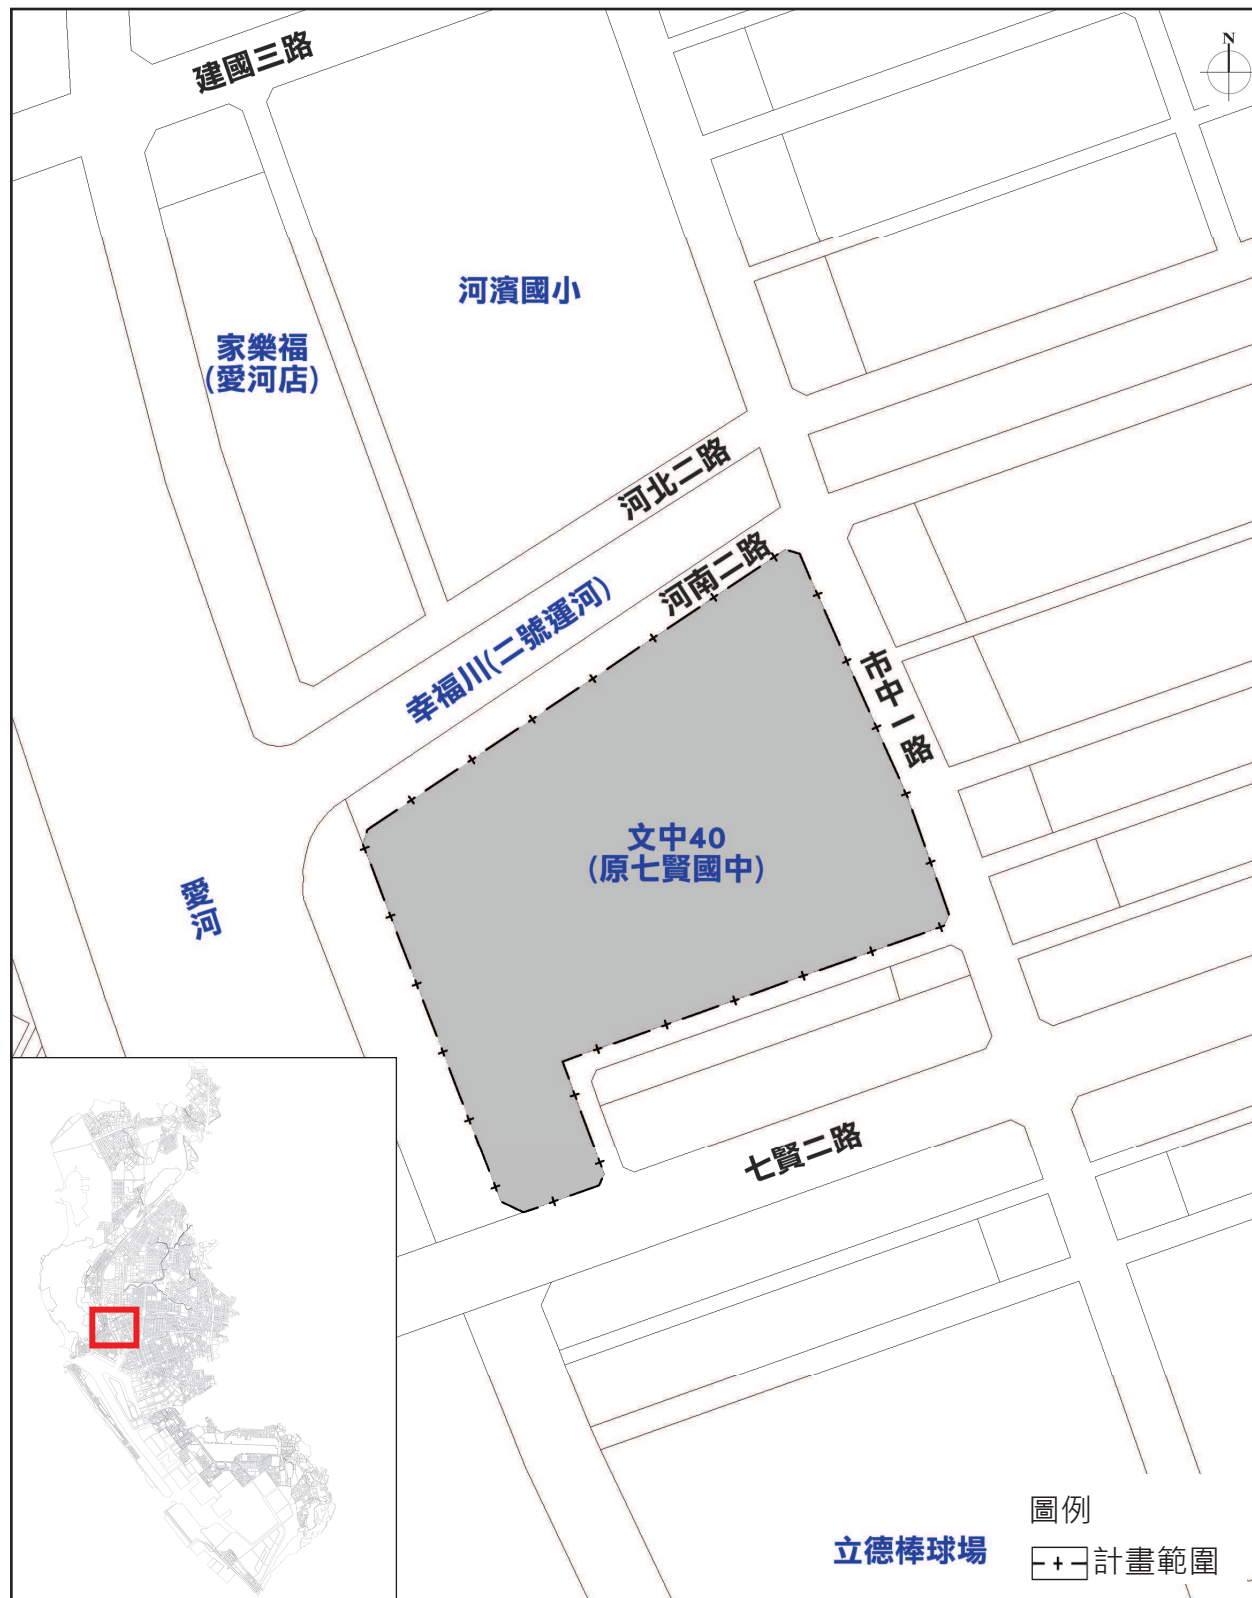 建國三路
N
河濱國小
家樂福
(愛河店)
河北二路
河南二路
幸福川(二號運河)
市中一路
文中40
(原七賢國中)
愛河
七賢二路
立德棒球場
圖例
計畫範圍